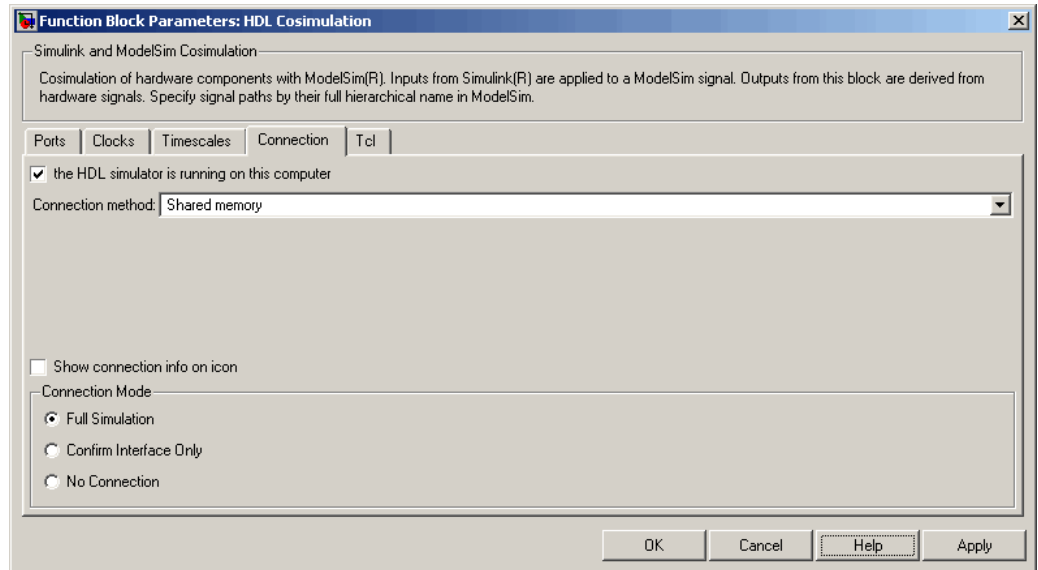 Function Block Parameters: HDL Cosimulation
Simulink and ModelSim Cosimulation
Cosimulation of hardware components with ModelSim(R). Inputs from Simulink(R) are applied to a ModelSim signal. Outputs from this block are derived from
hardware signals. Specify signal paths by their full hierarchical name in ModelSim.
Ports Clocks Timescales Connection Tcl
the HDL simulator is running on this computer
Connection method: Shared memory
Show connection info on icon
Connection Mode
Full Simulation
Confirm Interface Only
No Connection
OK Cancel Help Apply